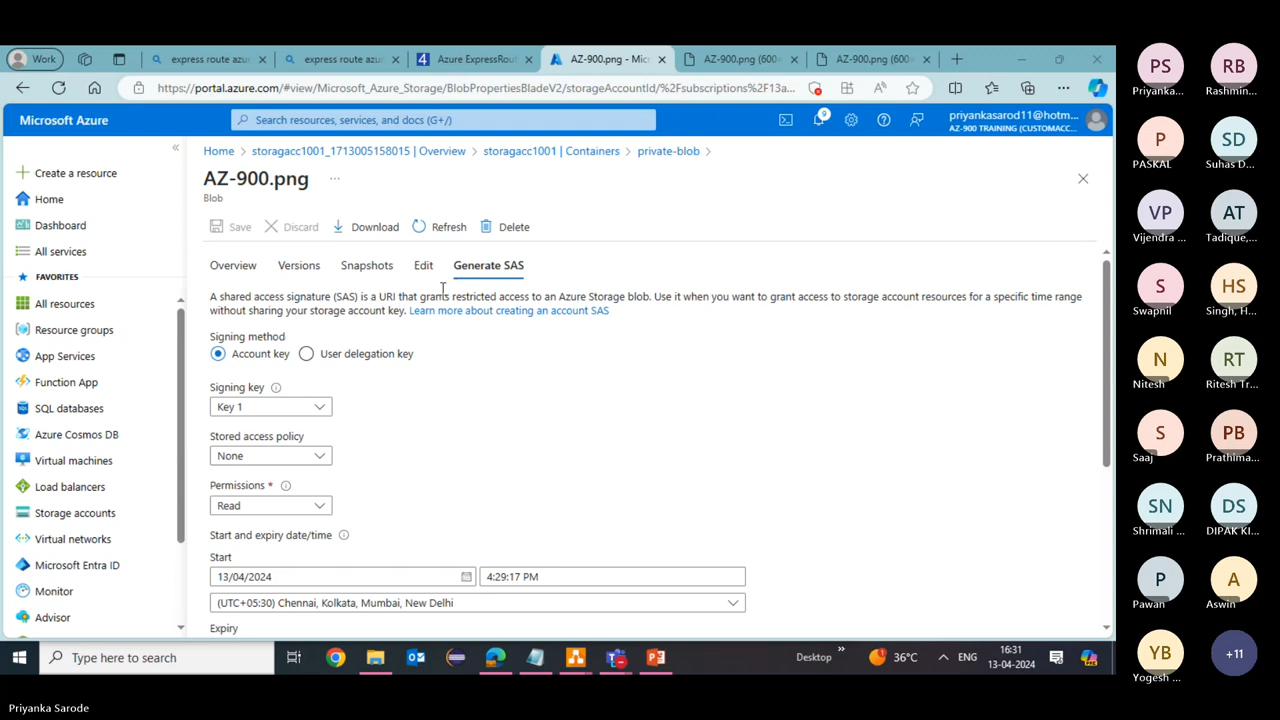 Work
express route azu
express route azu
Azure ExpressRout
AZ-900.png - Mic
AZ-900.png (600
AZ-900.png (600
https://portal.azure.com/#view/Microsoft_Azure_Storage/BlobPropertiesBladeV2/storageAccountId/%2Fsubscriptions%2F13a...
Microsoft Azure
Search resources, services, and docs (G+/)
9
priyankasarod11@hotm...
AZ-900 TRAINING (CUSTOMACC...
Home > storagacc1001_1713005158015 | Overview > storagacc1001 | Containers > private-blob >
AZ-900.png ...
Blob
Save
Discard
Download
Refresh
Delete
Overview
Versions
Snapshots
Edit
Generate SAS
A shared access signature (SAS) is a URI that grants restricted access to an Azure Storage blob. Use it when you want to grant access to storage account resources for a specific time range
without sharing your storage account key. Learn more about creating an account SAS
Signing method
Account key
User delegation key
Signing key
Key 1
Stored access policy
None
Permissions *
Read
Start and expiry date/time
Start
13/04/2024
4:29:17 PM
(UTC+05:30) Chennai, Kolkata, Mumbai, New Delhi
Expiry
Create a resource
Home
Dashboard
All services
FAVORITES
All resources
Resource groups
App Services
Function App
SQL databases
Azure Cosmos DB
Virtual machines
Load balancers
Storage accounts
Virtual networks
Microsoft Entra ID
Monitor
Advisor
Type here to search
Desktop
36°C
ENG
16:31
13-04-2024
PS
Priyanka...
RB
Rashmin...
P
PASKAL
SD
Suhas D...
VP
Vijendra ...
AT
Tadique,...
S
Swapnil
HS
Singh, H...
N
Nitesh
RT
Ritesh Tr...
S
Saaj
PB
Prathima...
SN
Shrimali ...
DS
DIPAK KI...
P
Pawan
A
Aswin
YB
Yogesh ...
+11
Priyanka Sarode